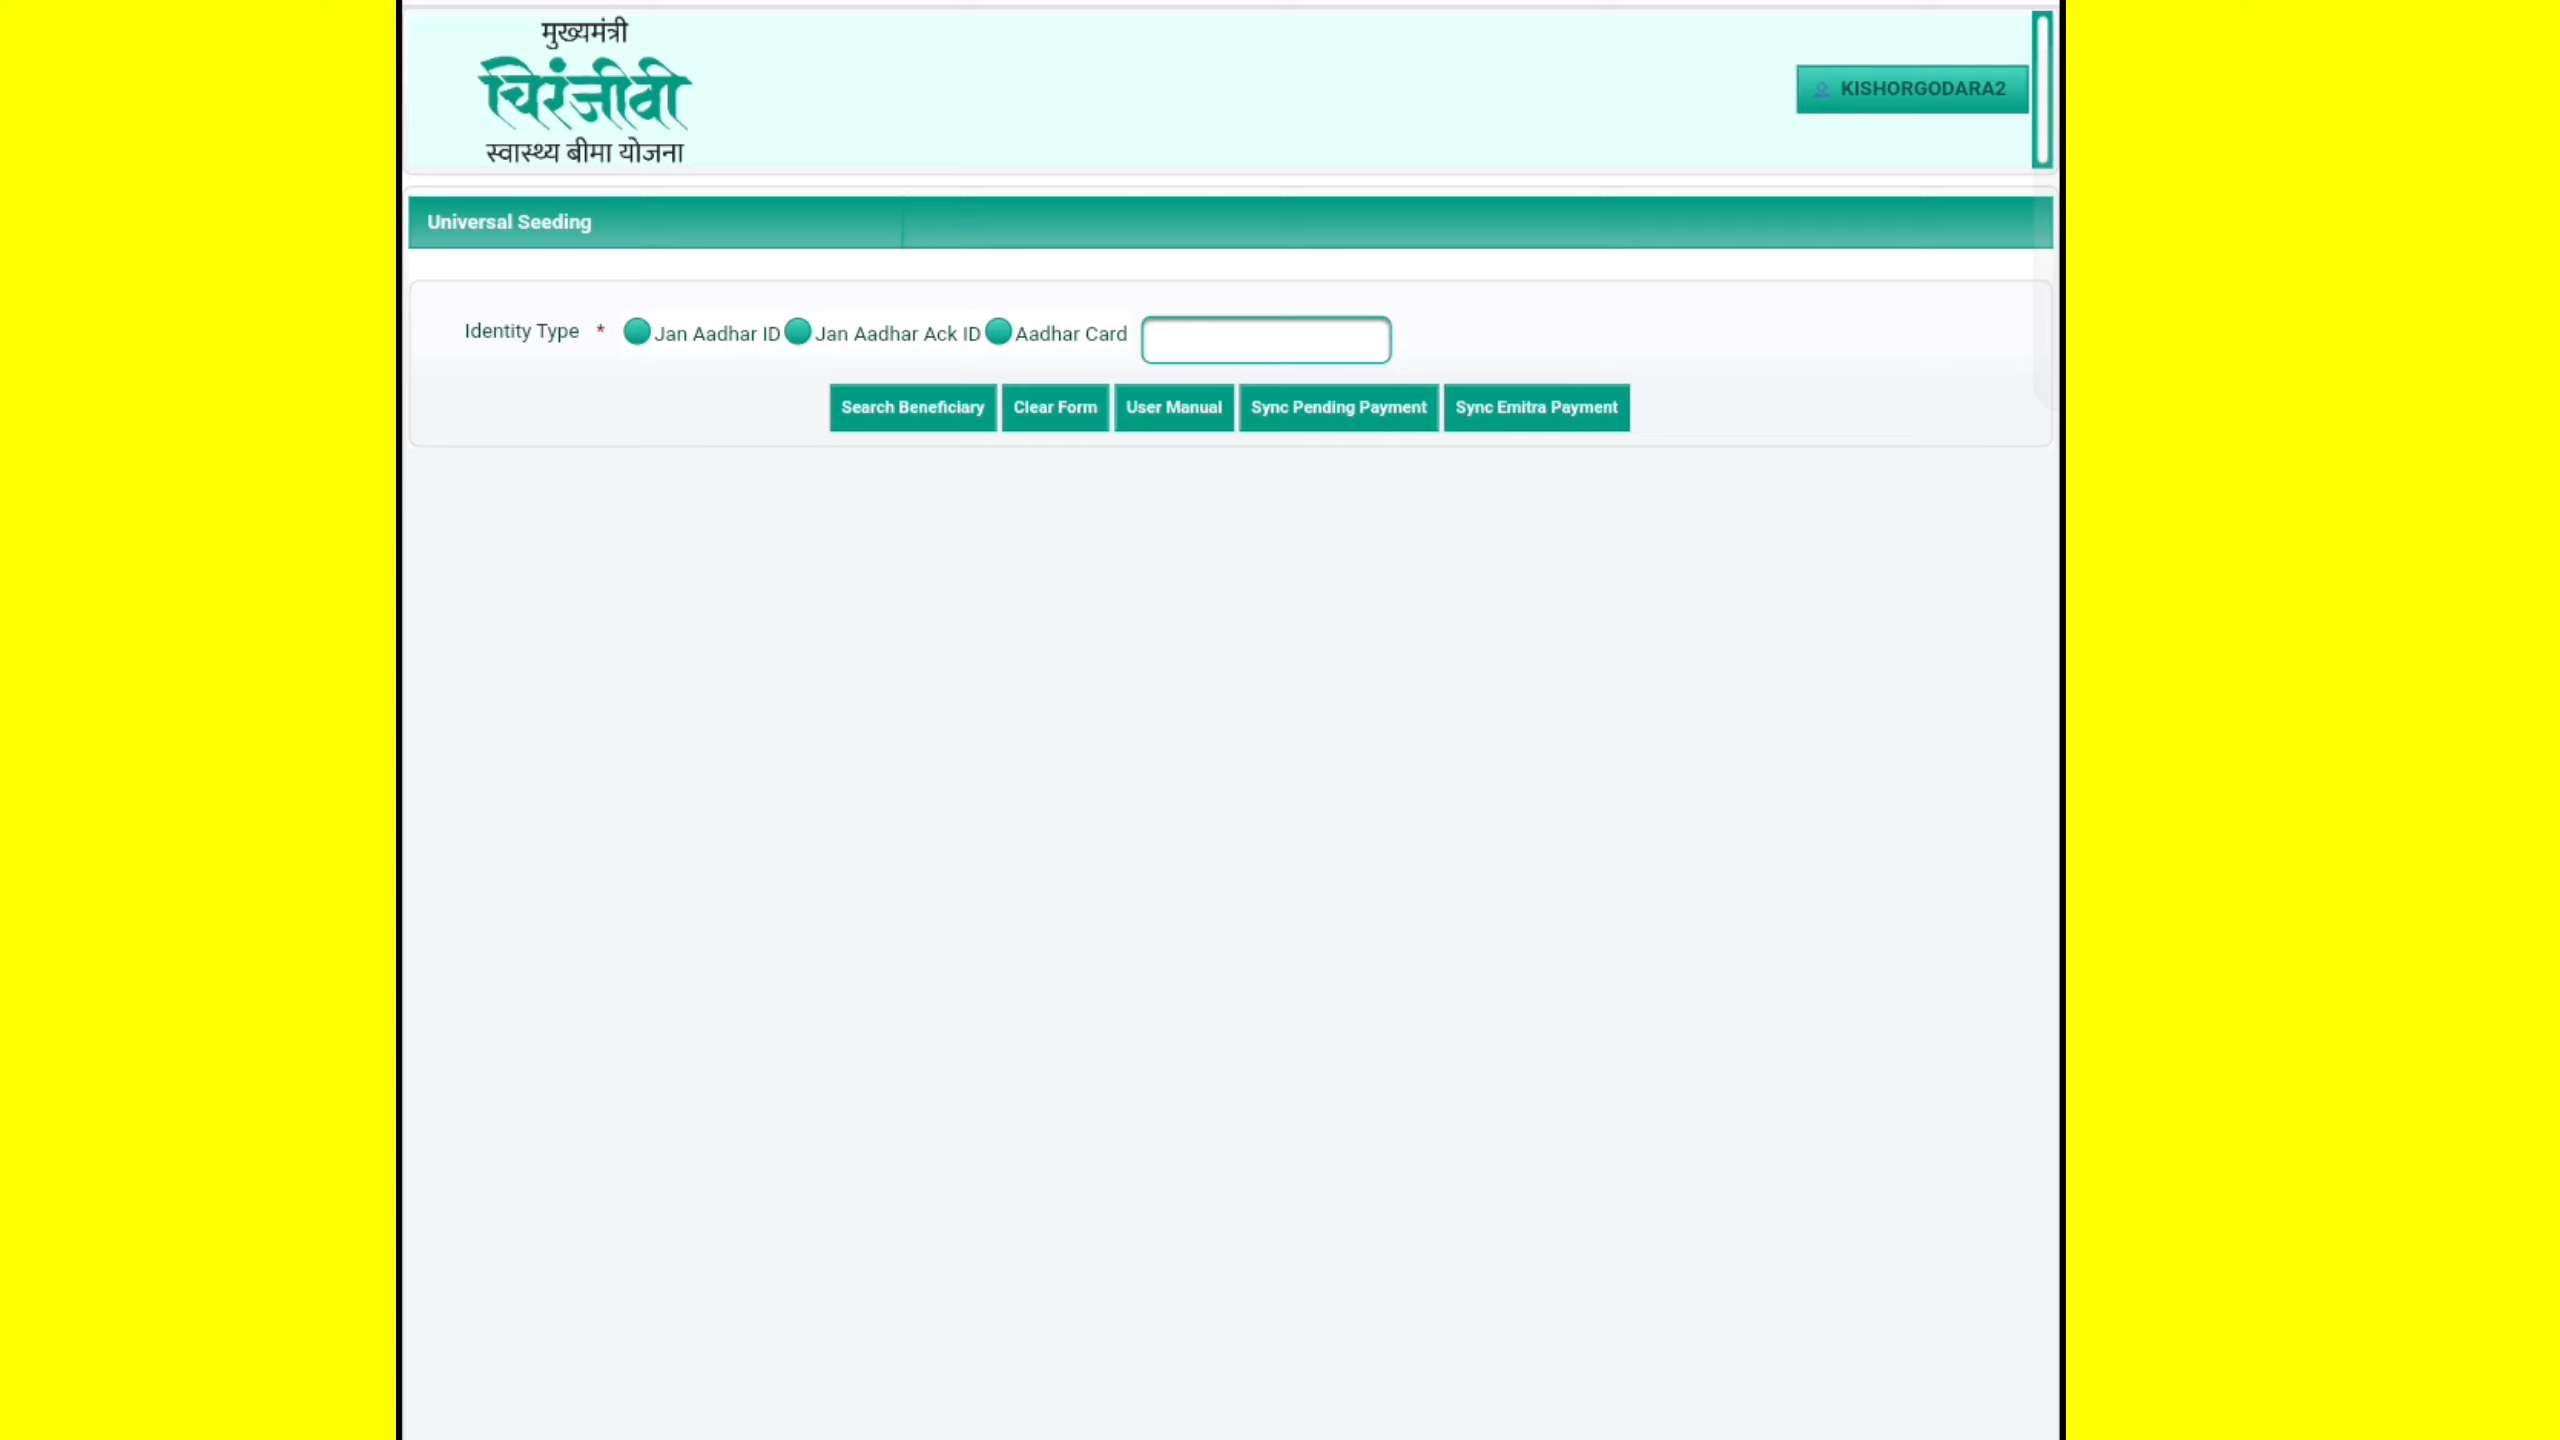 मुख्यमंत्री
चिरंजीवी
स्वास्थ्य बीमा योजना
KISHORGODARA2
Universal Seeding
Identity Type * Jan Aadhar ID Jan Aadhar Ack ID Aadhar Card
Search Beneficiary Clear Form User Manual Sync Pending Payment Sync Emitra Payment